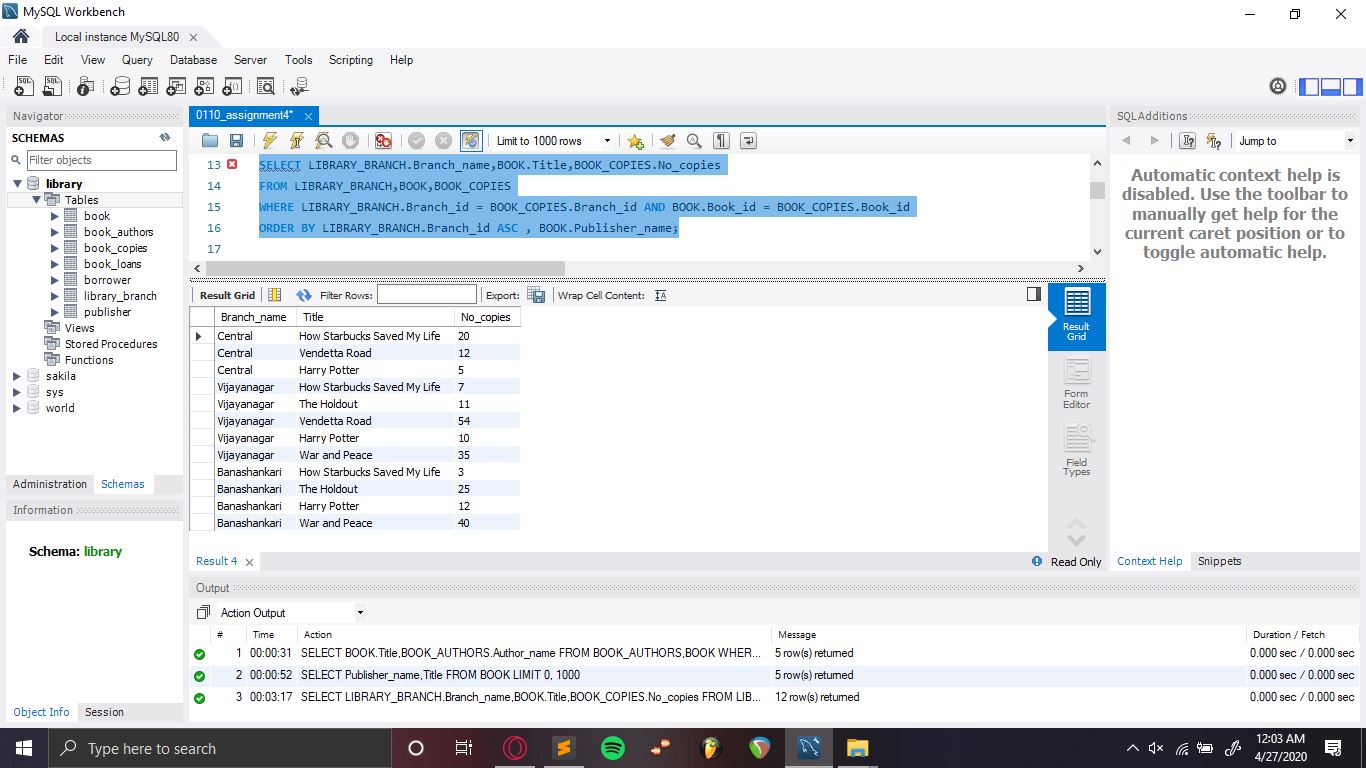 MySQL Workbench
Local instance MySQL80
File Edit View Query Database Server Tools Scripting Help
Navigator
SCHEMAS
Filter objects
library
Tables
book
book_authors
book_copies
book_loans
borrower
library_branch
publisher
Views
Stored Procedures
Functions
sakila
sys
world
Administration Schemas
Information
Schema: library
Object Info Session
0110_assignment4*
Limit to 1000 rows
13 SELECT LIBRARY_BRANCH.Branch_name,BOOK.Title,BOOK_COPIES.No_copies
14 FROM LIBRARY_BRANCH,BOOK,BOOK_COPIES
15 WHERE LIBRARY_BRANCH.Branch_id = BOOK_COPIES.Branch_id AND BOOK.Book_id = BOOK_COPIES.Book_id
16 ORDER BY LIBRARY_BRANCH.Branch_id ASC , BOOK.Publisher_name;
17
Result Grid Filter Rows: Export: Wrap Cell Content:
Branch_name Title No_copies
Central How Starbucks Saved My Life 20
Central Vendetta Road 12
Central Harry Potter 5
Vijayanagar How Starbucks Saved My Life 7
Vijayanagar The Holdout 11
Vijayanagar Vendetta Road 54
Vijayanagar Harry Potter 10
Vijayanagar War and Peace 35
Banashankari How Starbucks Saved My Life 3
Banashankari The Holdout 25
Banashankari Harry Potter 12
Banashankari War and Peace 40
Result Grid
Form Editor
Field Types
Result 4
Read Only
SQLAdditions
Jump to
Automatic context help is
disabled. Use the toolbar to
manually get help for the
current caret position or to
toggle automatic help.
Context Help Snippets
Output
Action Output
# Time Action Message Duration / Fetch
1 00:00:31 SELECT BOOK.Title,BOOK_AUTHORS.Author_name FROM BOOK_AUTHORS,BOOK WHER... 5 row(s) returned 0.000 sec / 0.000 sec
2 00:00:52 SELECT Publisher_name,Title FROM BOOK LIMIT 0, 1000 5 row(s) returned 0.000 sec / 0.000 sec
3 00:03:17 SELECT LIBRARY_BRANCH.Branch_name,BOOK.Title,BOOK_COPIES.No_copies FROM LIB... 12 row(s) returned 0.000 sec / 0.000 sec
Type here to search
12:03 AM
4/27/2020